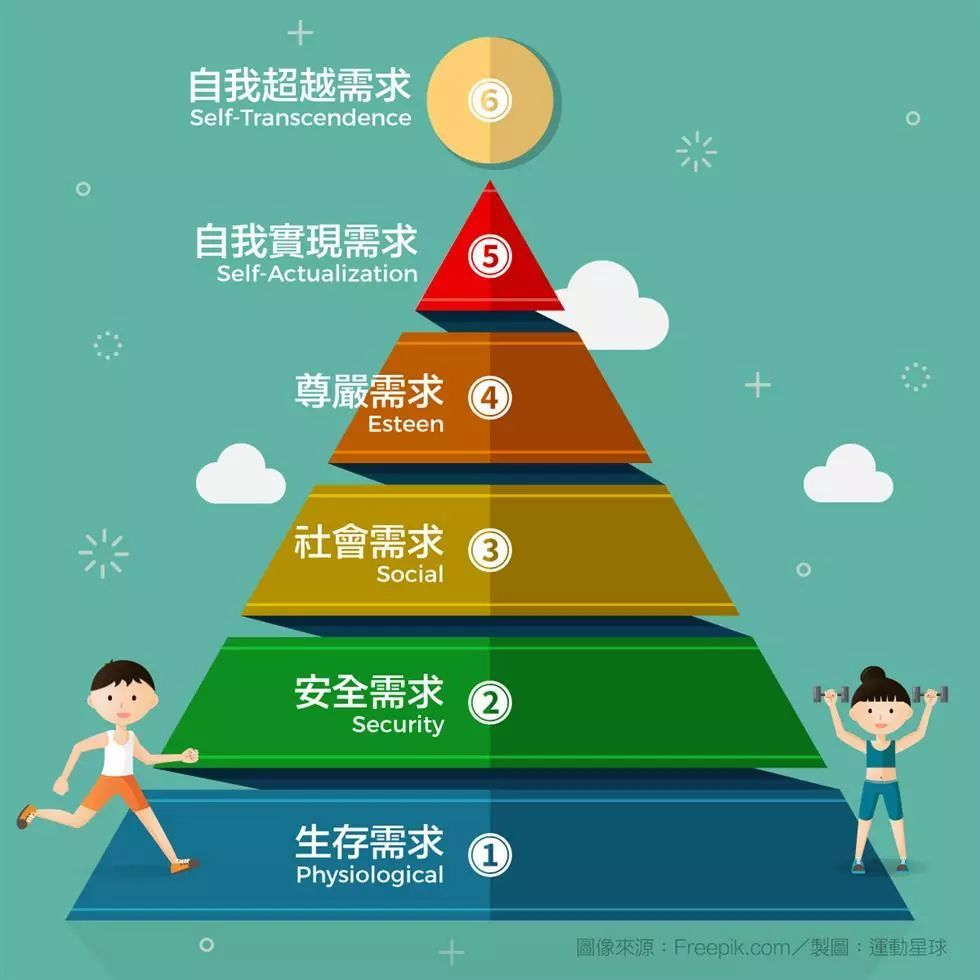 自我超越需求
Self-Transcendence
6
自我實現需求
Self-Actualization
5
尊嚴需求
Esteen
4
社會需求
Social
3
安全需求
Security
2
生存需求
Physiological
1
圖像來源：Freepik.com／製圖：運動星球